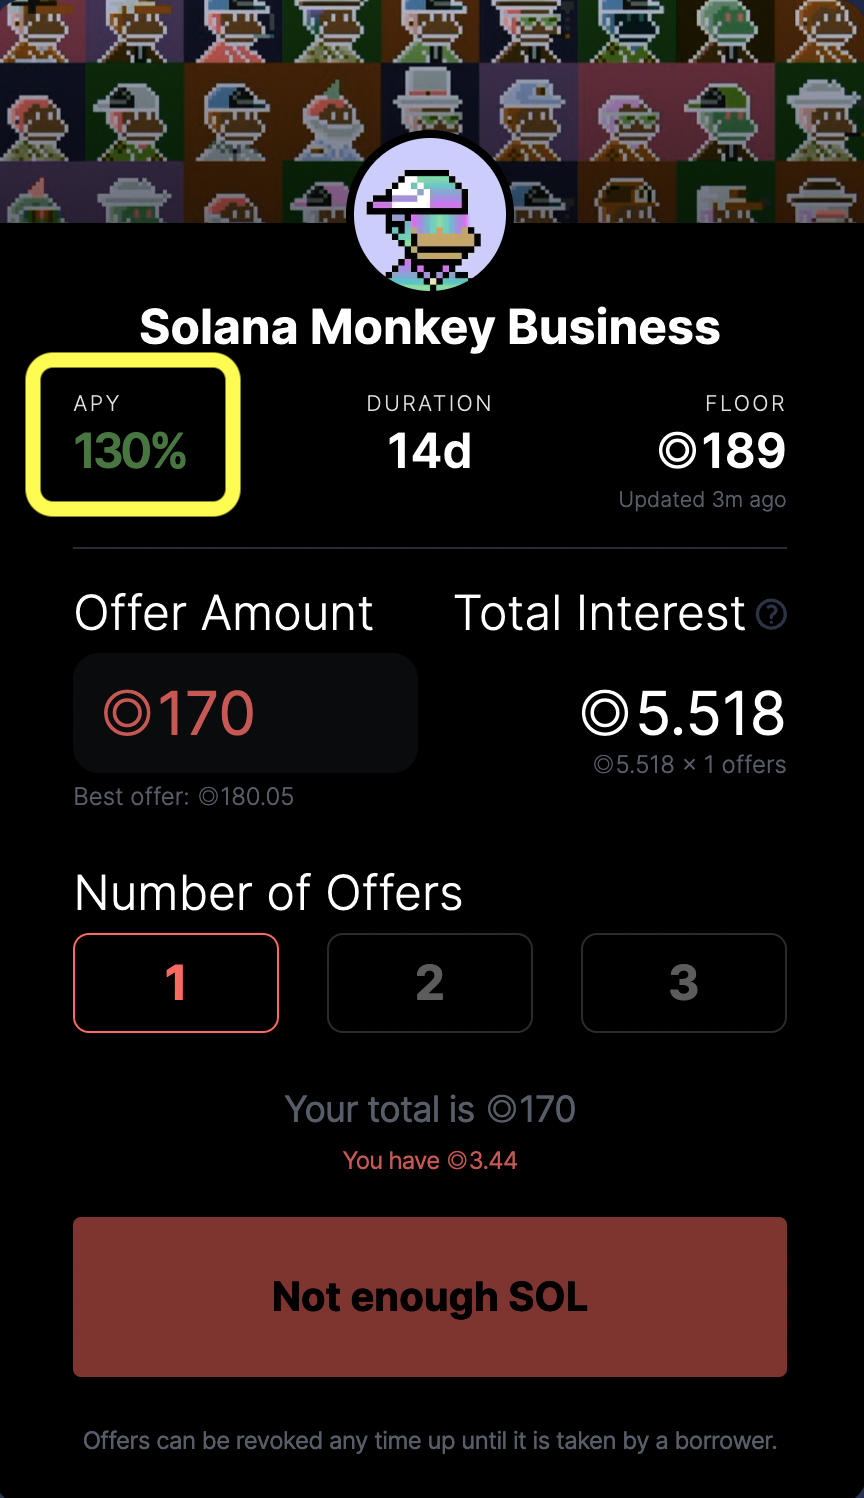 Solana Monkey Business
APY
DURATION
FLOOR
130%
14d
189
Updated 3m ago
Offer Amount
Total Interest ?
170
5.518
5.518 × 1 offers
Best offer: 180.05
Number of Offers
1
2
3
Your total is 170
You have 3.44
Not enough SOL
Offers can be revoked any time up until it is taken by a borrower.